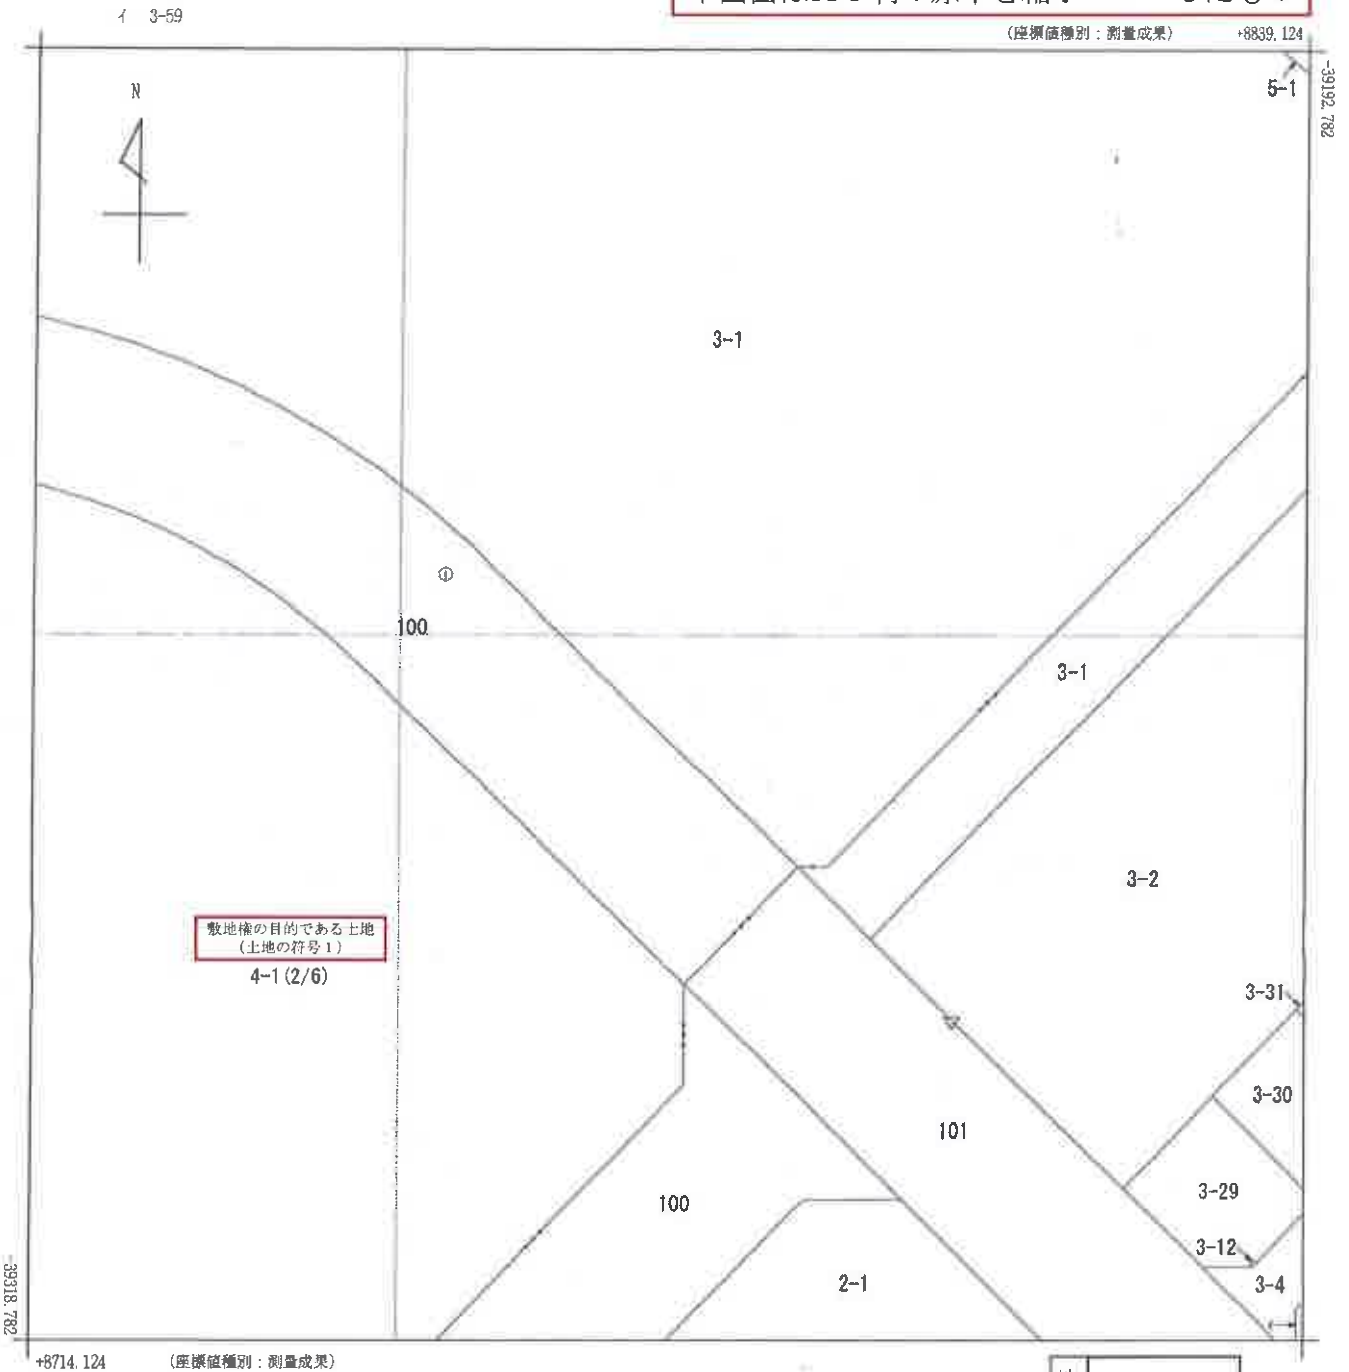 イ 3-59
(座標値種別：測量成果) +8839.124
-39192.782
5-1
N
3-1
①
100
3-1
3-2
敷地権の目的である土地
(土地の符号1)
4-1(2/6)
3-31
3-30
101
3-29
100
3-12
2-1
3-4
-39318.782
+8714.124 (座標値種別：測量成果)